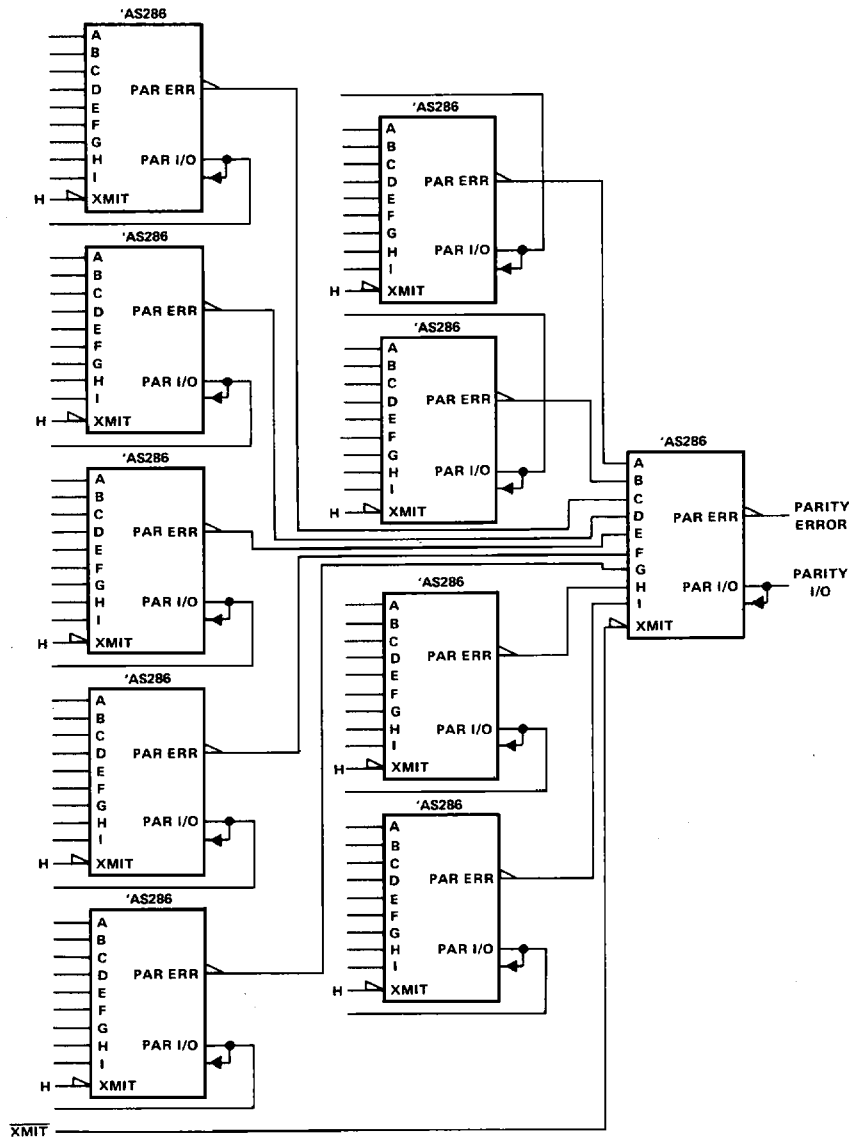 'AS286
A
B
C
D PAR ERR
E
F
G
H PAR I/O
I
H XMIT
'AS286
A
B
C
D PAR ERR
E
F
G
H PAR I/O
I
H XMIT
'AS286
A
B
C
D PAR ERR
E
F
G
H PAR I/O
I
H XMIT
'AS286
A
B
C
D PAR ERR
E
F
G
H PAR I/O
I
H XMIT
'AS286
A
B
C
D PAR ERR
E
F
G
H PAR I/O
I
H XMIT
XMIT
'AS286
A
B
C
D PAR ERR
E
F
G
H PAR I/O
I
H XMIT
'AS286
A
B
C
D PAR ERR
E
F
G
H PAR I/O
I
H XMIT
'AS286
A
B
C
D PAR ERR
E
F
G
H PAR I/O
I
H XMIT
'AS286
A
B
C
D PAR ERR
E
F
G
H PAR I/O
I
H XMIT
'AS286
A
B
C
D PAR ERR
E
F
G
H PAR I/O
I
XMIT
PARITY
ERROR
PARITY
I/O